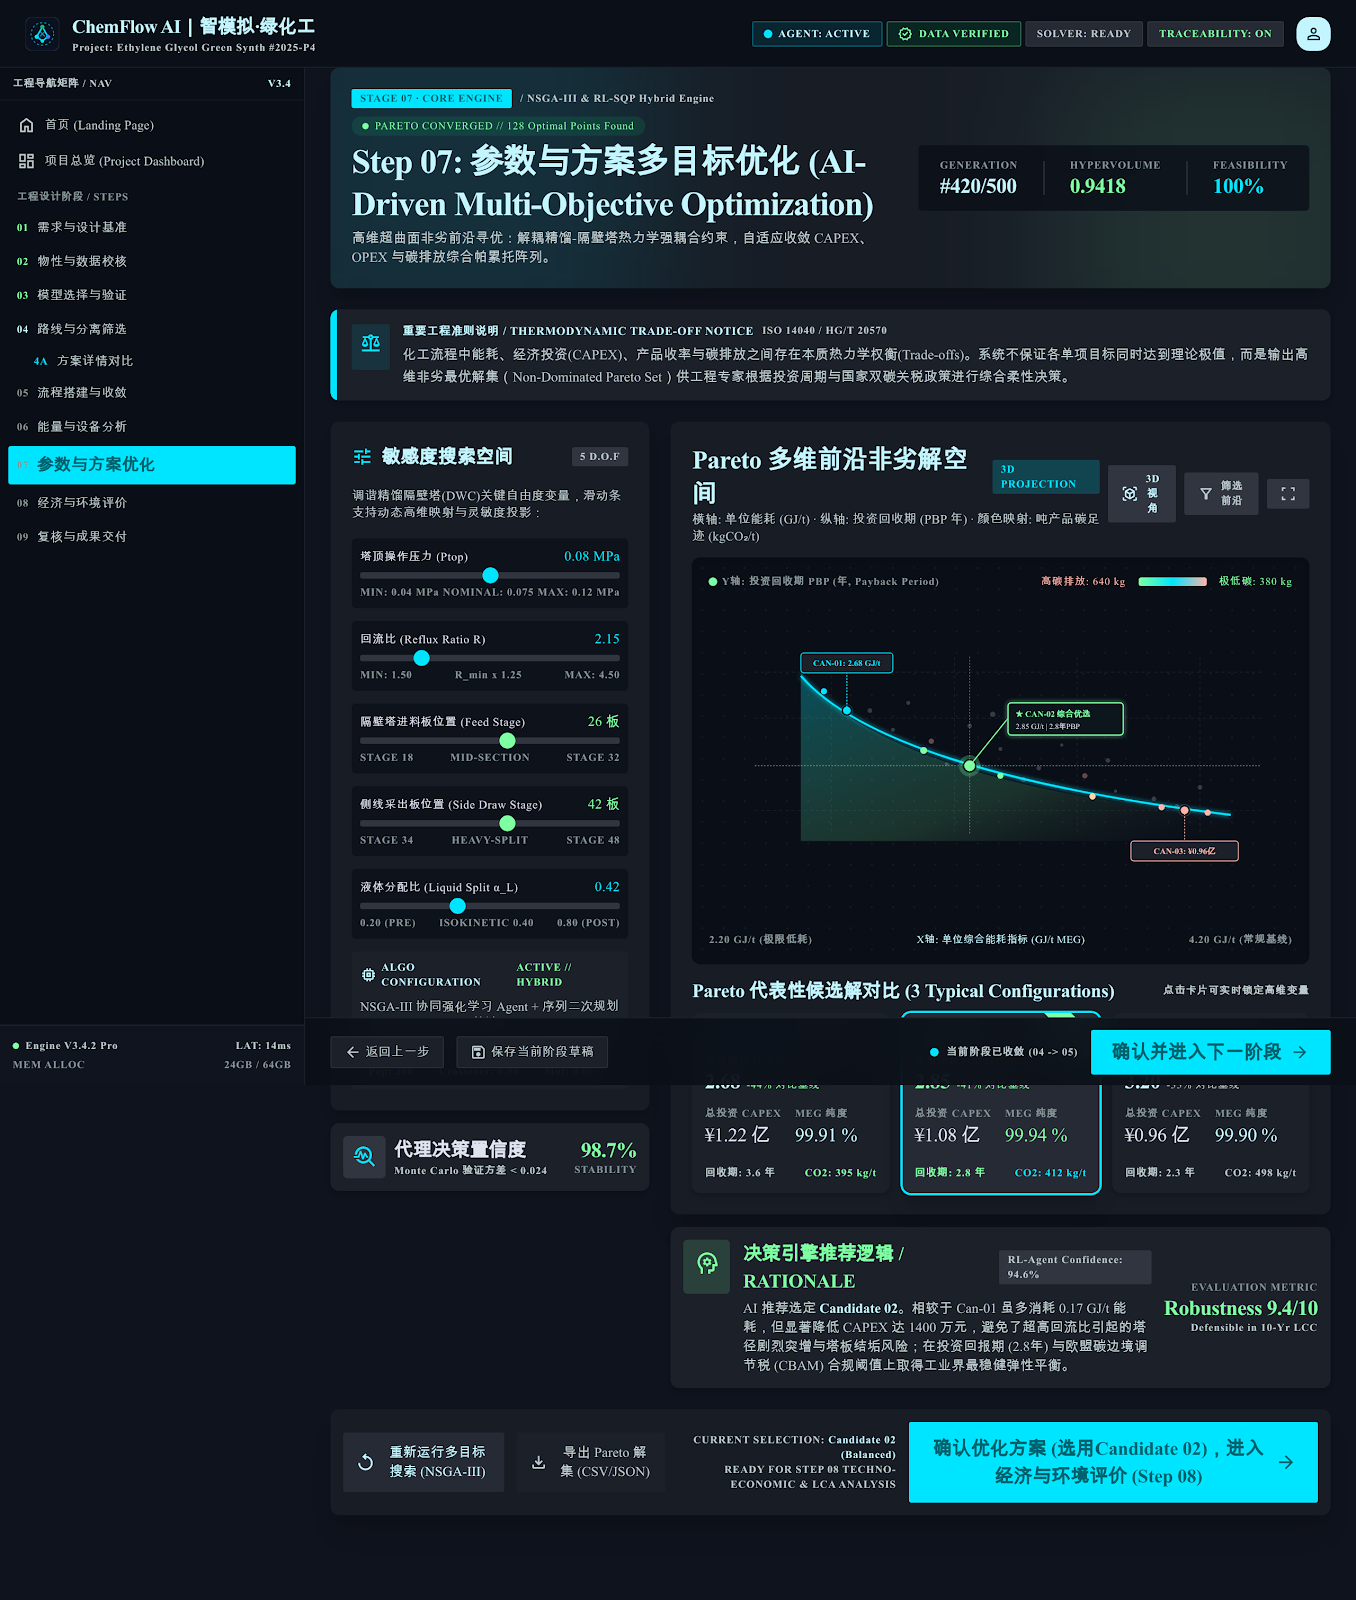 ChemFlow AI | 智模拟·绿化工
Project: Ethylene Glycol Green Synth #2025-P4
AGENT: ACTIVE
DATA VERIFIED
SOLVER: READY
TRACEABILITY: ON
工程导航矩阵 / NAV
V3.4
首页 (Landing Page)
项目总览 (Project Dashboard)
工程设计阶段 / STEPS
01 需求与设计基准
02 物性与数据校核
03 模型选择与验证
04 路线与分离筛选
4A 方案详情对比
05 流程搭建与收敛
06 能量与设备分析
07 参数与方案优化
08 经济与环境评价
09 复核与成果交付
Engine V3.4.2 Pro
LAT: 14ms
MEM ALLOC
24GB / 64GB
STAGE 07 · CORE ENGINE
/ NSGA-III & RL-SQP Hybrid Engine
PARETO CONVERGED // 128 Optimal Points Found
Step 07: 参数与方案多目标优化 (AI-
Driven Multi-Objective Optimization)
高维超曲面非劣前沿寻优：解耦精馏-隔壁塔热力学强耦合约束，自适应收敛 CAPEX、
OPEX 与碳排放综合帕累托阵列。
GENERATION
#420/500
HYPERVOLUME
0.9418
FEASIBILITY
100%
重要工程准则说明 / THERMODYNAMIC TRADE-OFF NOTICE ISO 14040 / HG/T 20570
化工流程中能耗、经济投资(CAPEX)、产品收率与碳排放之间存在本质热力学权衡(Trade-offs)。系统不保证各单项目标同时达到理论极值，而是输出高
维非劣最优解集（Non-Dominated Pareto Set）供工程专家根据投资周期与国家双碳关税政策进行综合柔性决策。
敏感度搜索空间
5 D.O.F
调谐精馏隔壁塔(DWC)关键自由度变量，滑动条
支持动态高维映射与灵敏度投影：
塔顶操作压力 (Ptop)
0.08 MPa
MIN: 0.04 MPa NOMINAL: 0.075 MAX: 0.12 MPa
回流比 (Reflux Ratio R)
2.15
MIN: 1.50
R_min x 1.25
MAX: 4.50
隔壁塔进料板位置 (Feed Stage)
26 板
STAGE 18
MID-SECTION
STAGE 32
侧线采出板位置 (Side Draw Stage)
42 板
STAGE 34
HEAVY-SPLIT
STAGE 48
液体分配比 (Liquid Split α_L)
0.42
0.20 (PRE)
ISOKINETIC 0.40
0.80 (POST)
ALGO
CONFIGURATION
ACTIVE //
HYBRID
NSGA-III 协同强化学习 Agent + 序列二次规划
代理决策置信度
Monte Carlo 验证方差 < 0.024
98.7%
STABILITY
Pareto 多维前沿非劣解空
间
3D
PROJECTION
3D
视
角
筛选
前沿
横轴: 单位能耗 (GJ/t) · 纵轴: 投资回收期 (PBP 年) · 颜色映射: 吨产品碳足
迹 (kgCO₂/t)
Y轴: 投资回收期 PBP (年, Payback Period)
高碳排放: 640 kg
极低碳: 380 kg
CAN-01: 2.68 GJ/t
★ CAN-02 综合优选
2.85 GJ/t | 2.8年PBP
CAN-03: ¥0.96亿
2.20 GJ/t (极限低耗)
X轴: 单位综合能耗指标 (GJ/t MEG)
4.20 GJ/t (常规基线)
Pareto 代表性候选解对比 (3 Typical Configurations)
点击卡片可实时锁定高维变量
返回上一步
保存当前阶段草稿
当前阶段已收敛 (04 -> 05)
确认并进入下一阶段
2.68 -44% 对比基线
总投资 CAPEX
MEG 纯度
¥1.22 亿
99.91 %
回收期: 3.6 年
CO2: 395 kg/t
2.85 -41% 对比基线
总投资 CAPEX
MEG 纯度
¥1.08 亿
99.94 %
回收期: 2.8 年
CO2: 412 kg/t
3.20 -33% 对比基线
总投资 CAPEX
MEG 纯度
¥0.96 亿
99.90 %
回收期: 2.3 年
CO2: 498 kg/t
决策引擎推荐逻辑 /
RATIONALE
RL-Agent Confidence:
94.6%
AI 推荐选定 Candidate 02。相较于 Can-01 虽多消耗 0.17 GJ/t 能
耗，但显著降低 CAPEX 达 1400 万元，避免了超高回流比引起的塔
径剧烈突增与塔板结垢风险；在投资回报期 (2.8年) 与欧盟碳边境调
节税 (CBAM) 合规阈值上取得工业界最稳健弹性平衡。
EVALUATION METRIC
Robustness 9.4/10
Defensible in 10-Yr LCC
重新运行多目标
搜索 (NSGA-III)
导出 Pareto 解
集 (CSV/JSON)
CURRENT SELECTION: Candidate 02
(Balanced)
READY FOR STEP 08 TECHNO-
ECONOMIC & LCA ANALYSIS
确认优化方案 (选用Candidate 02)，进入
经济与环境评价 (Step 08)